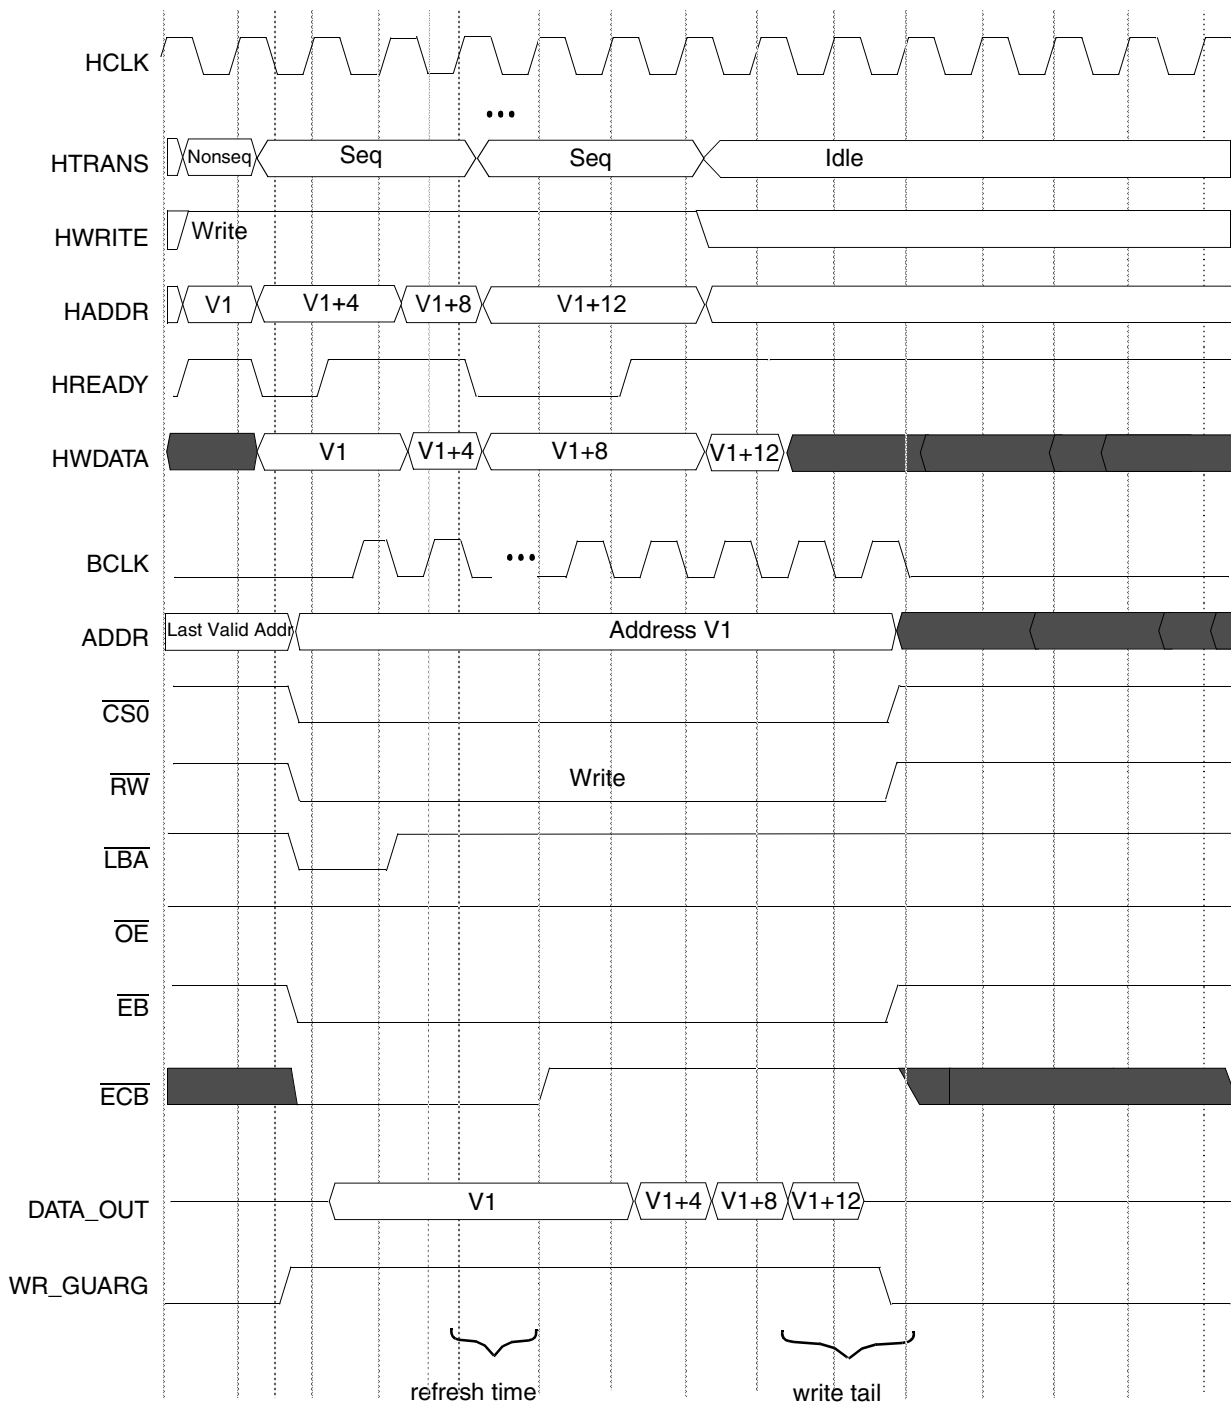 HCLK
•••
HTRANS Nonseq Seq Seq Idle
HWRITE Write
HADDR V1 V1+4 V1+8 V1+12
HREADY
HWDATA V1 V1+4 V1+8 V1+12
BCLK •••
ADDR Last Valid Addr Address V1
CS0
RW Write
LBA
OE
EB
ECB
DATA_OUT V1 V1+4 V1+8 V1+12
WR_GUARG
refresh time write tail